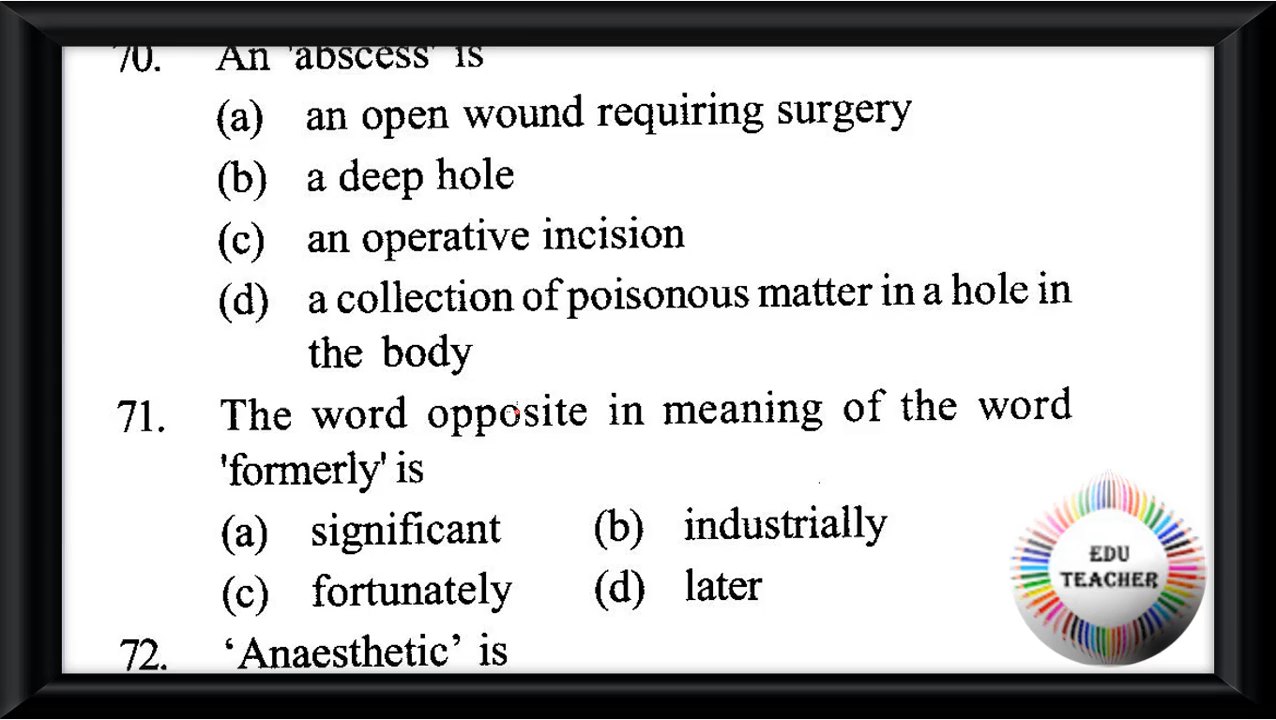 70. An 'abscess' is
(a) an open wound requiring surgery
(b) a deep hole
(c) an operative incision
(d) a collection of poisonous matter in a hole in
the body
71. The word opposite in meaning of the word
'formerly' is
(a) significant (b) industrially
(c) fortunately (d) later
72. ‘Anaesthetic’ is
EDU
TEACHER